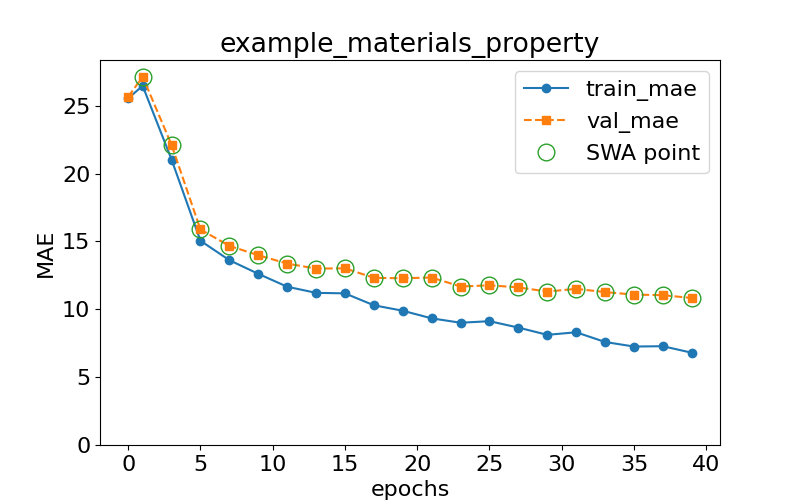 example_materials_property
train_mae
val_mae
SWA point
MAE
25
20
15
10
5
0
0 5 10 15 20 25 30 35 40
epochs